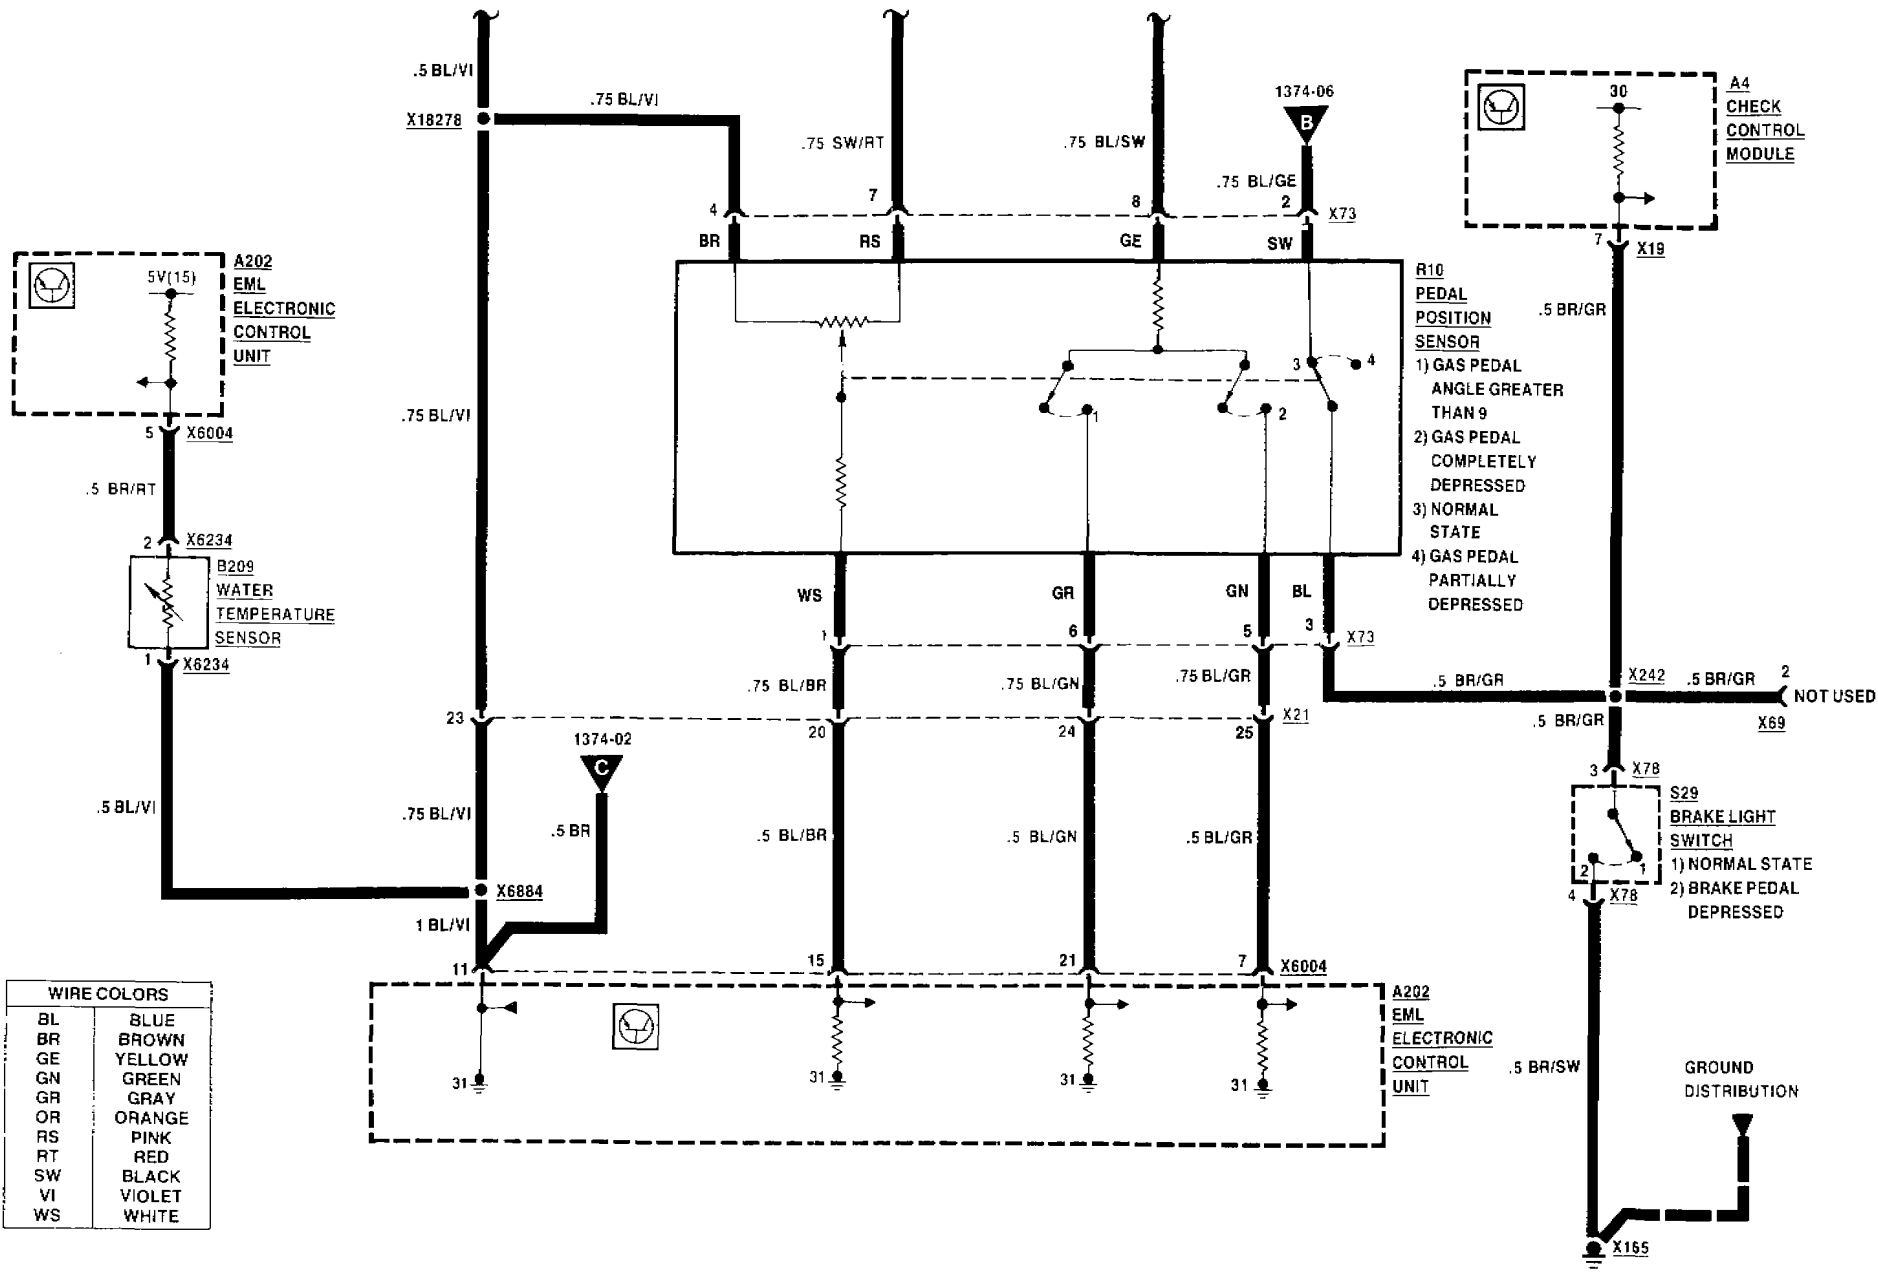 .5 BL/VI
.75 BL/VI
X18278
.75 SW/RT
.75 BL/SW
1374-06
B
.75 BL/GE
4
7
8
2
X73
BR
RS
GE
SW
30
A4
CHECK
CONTROL
MODULE
7
X19
.5 BR/GR
5V(15)
A202
EML
ELECTRONIC
CONTROL
UNIT
5
X6004
.5 BR/RT
2
X6234
B209
WATER
TEMPERATURE
SENSOR
1
X6234
.5 BL/VI
.75 BL/VI
3
4
1
2
R10
PEDAL
POSITION
SENSOR
1) GAS PEDAL
ANGLE GREATER
THAN 9
2) GAS PEDAL
COMPLETELY
DEPRESSED
3) NORMAL
STATE
4) GAS PEDAL
PARTIALLY
DEPRESSED
WS
GR
GN
BL
1
6
5
3
X73
.75 BL/BR
.75 BL/GN
.75 BL/GR
.5 BR/GR
X242
.5 BR/GR
2
NOT USED
X69
.5 BR/GR
23
20
24
25
X21
1374-02
C
.75 BL/VI
.5 BR
.5 BL/BR
.5 BL/GN
.5 BL/GR
3
X78
S29
BRAKE LIGHT
SWITCH
1) NORMAL STATE
2) BRAKE PEDAL
DEPRESSED
2
1
4
X78
X6884
1 BL/VI
11
15
21
7
X6004
A202
EML
ELECTRONIC
CONTROL
UNIT
31
31
31
31
.5 BR/SW
GROUND
DISTRIBUTION
X165
WIRE COLORS
BL BLUE
BR BROWN
GE YELLOW
GN GREEN
GR GRAY
OR ORANGE
RS PINK
RT RED
SW BLACK
VI VIOLET
WS WHITE